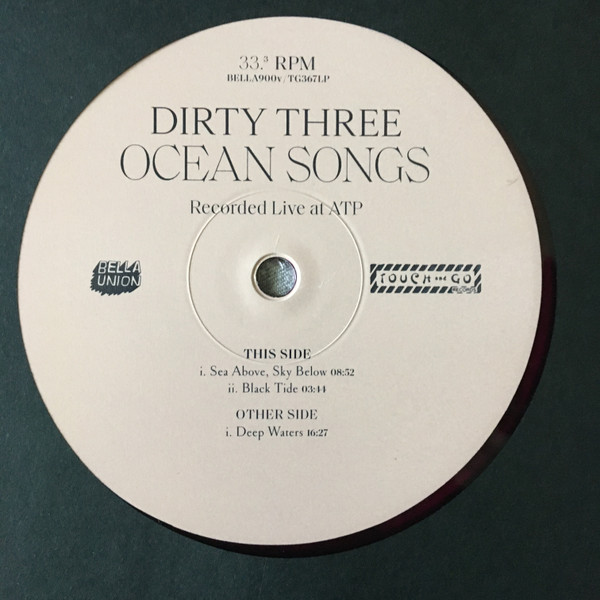 33.³ RPM
BELLA900v/TG367LP
DIRTY THREE
OCEAN SONGS
Recorded Live at ATP
BELLA
UNION
TOUCH AND GO
THIS SIDE
i. Sea Above, Sky Below 08:52
ii. Black Tide 03:44
OTHER SIDE
i. Deep Waters 16:27